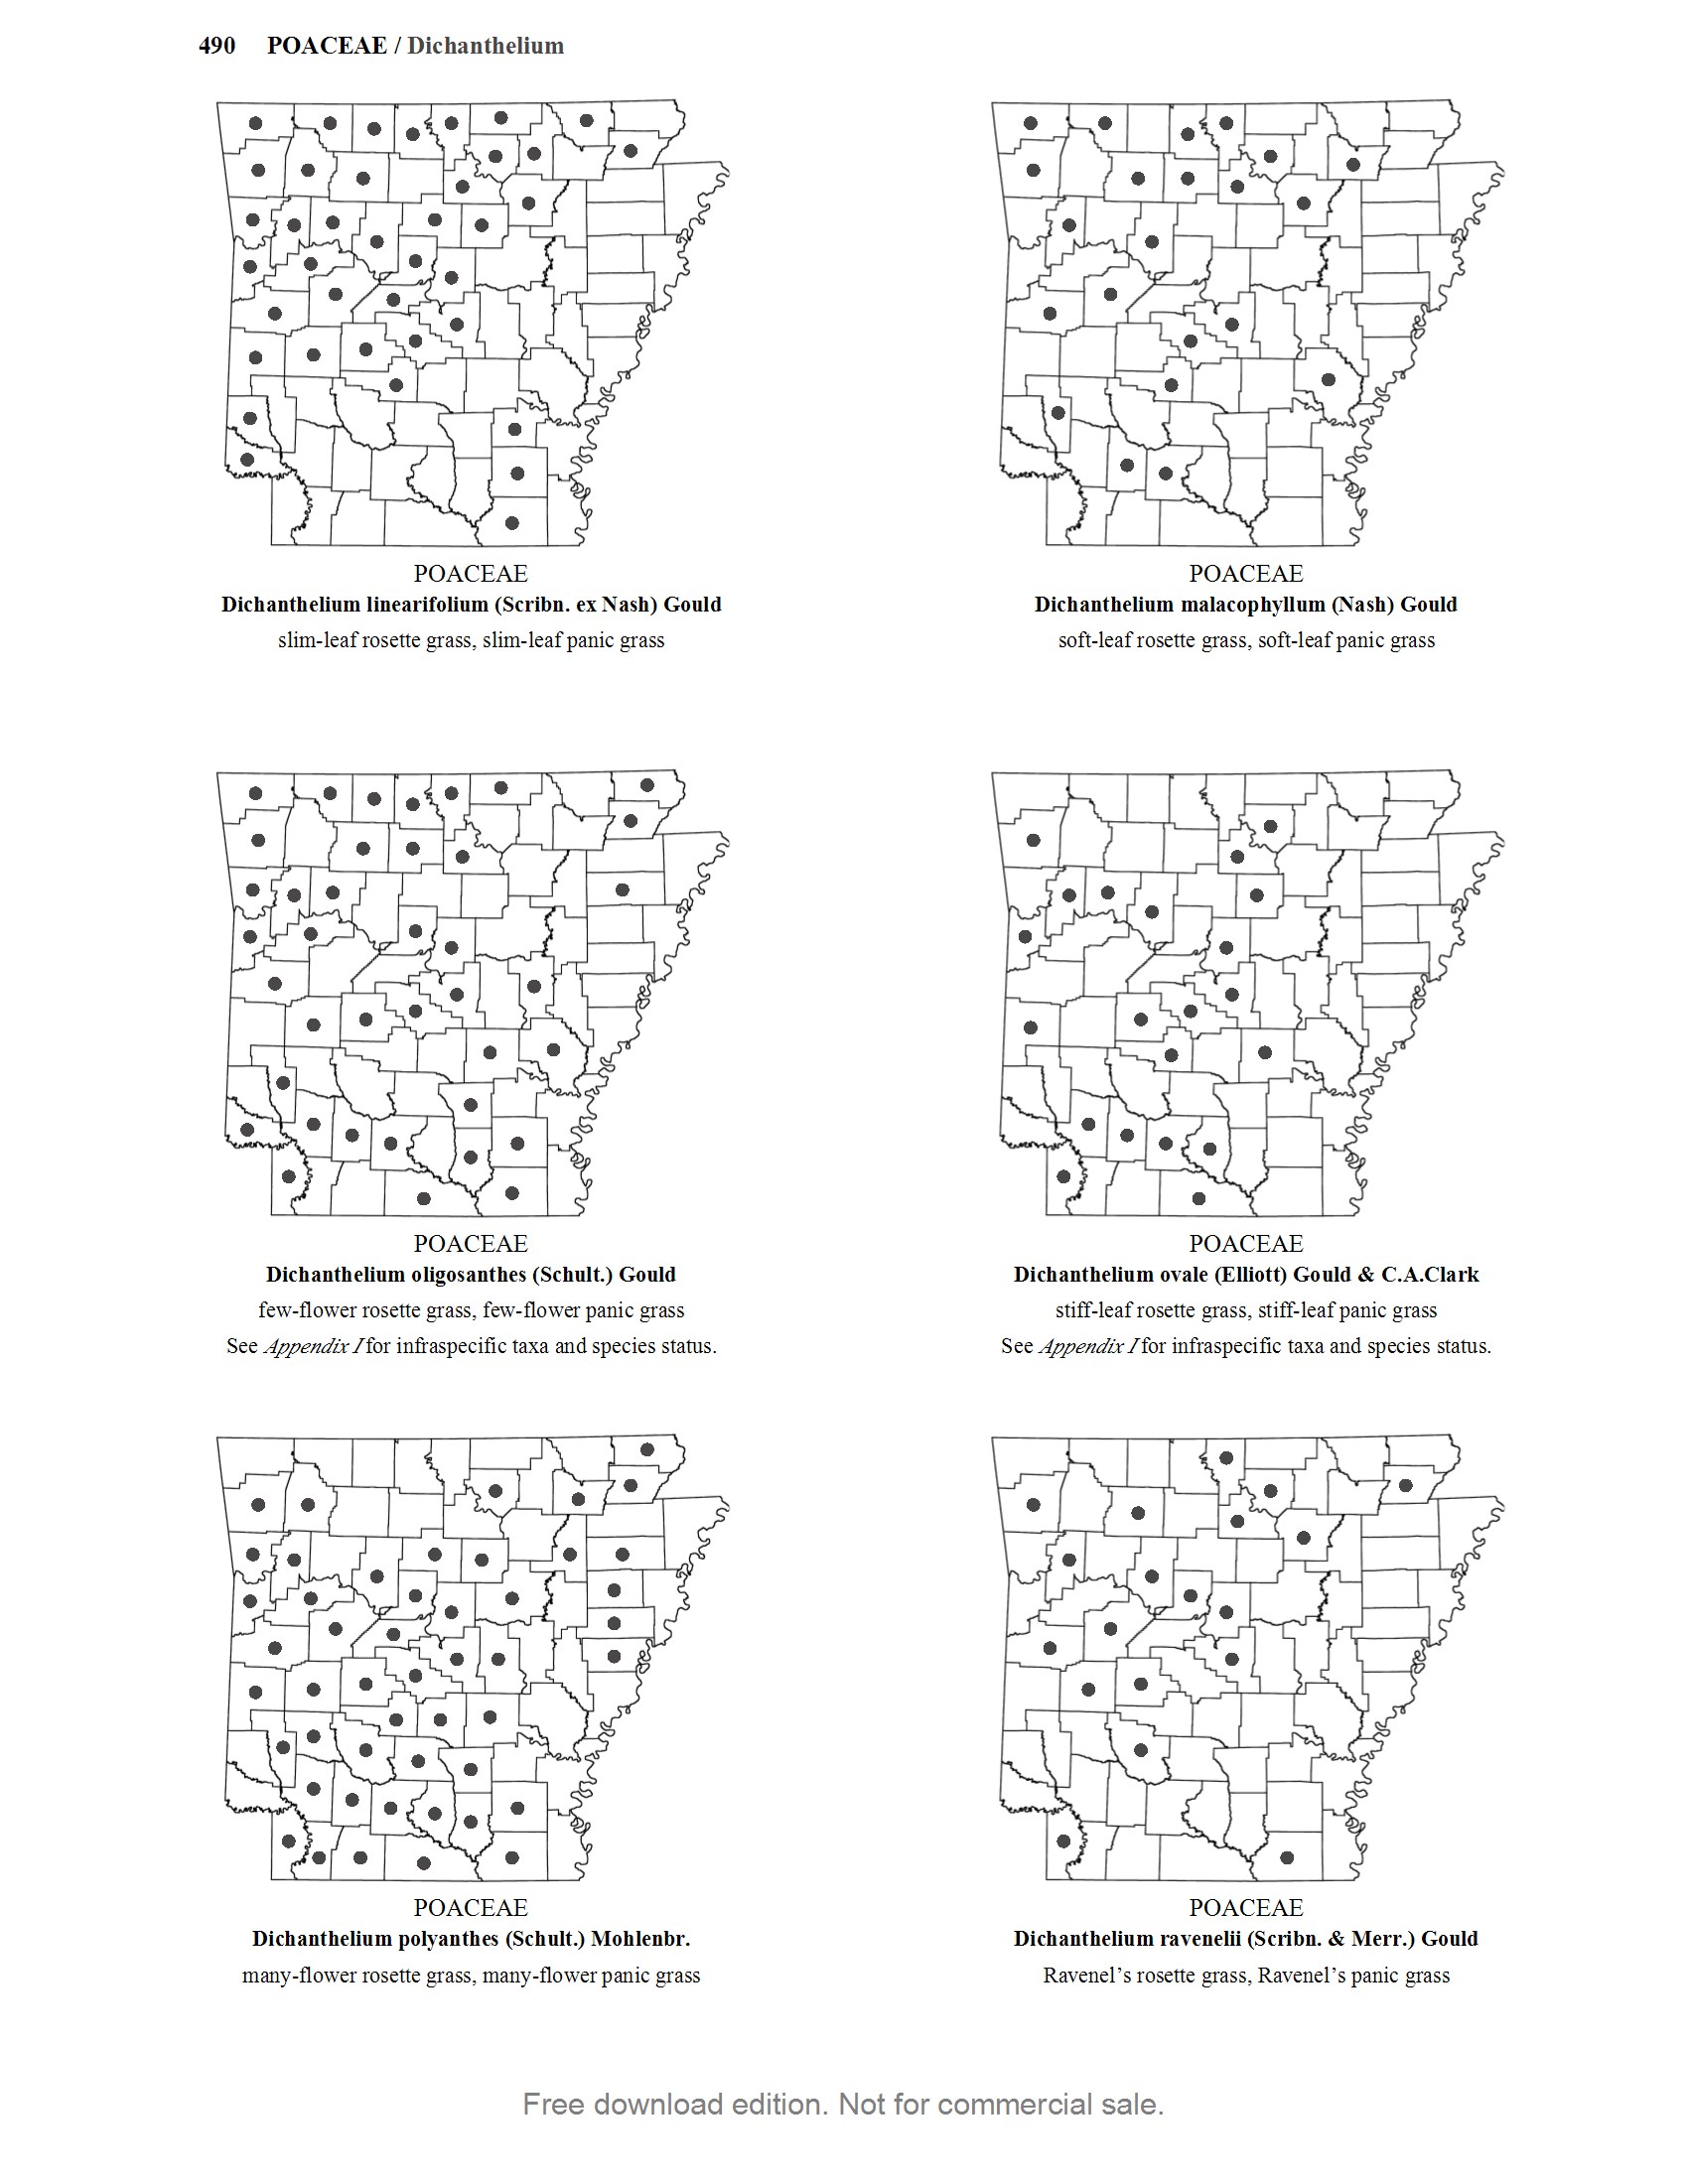 490 POACEAE / Dichanthelium
POACEAE
Dichanthelium linearifolium (Scribn. ex Nash) Gould
slim-leaf rosette grass, slim-leaf panic grass
POACEAE
Dichanthelium malacophyllum (Nash) Gould
soft-leaf rosette grass, soft-leaf panic grass
POACEAE
Dichanthelium oligosanthes (Schult.) Gould
few-flower rosette grass, few-flower panic grass
See Appendix I for infraspecific taxa and species status.
POACEAE
Dichanthelium ovale (Elliott) Gould & C.A.Clark
stiff-leaf rosette grass, stiff-leaf panic grass
See Appendix I for infraspecific taxa and species status.
POACEAE
Dichanthelium polyanthes (Schult.) Mohlenbr.
many-flower rosette grass, many-flower panic grass
POACEAE
Dichanthelium ravenelii (Scribn. & Merr.) Gould
Ravenel’s rosette grass, Ravenel’s panic grass
Free download edition. Not for commercial sale.